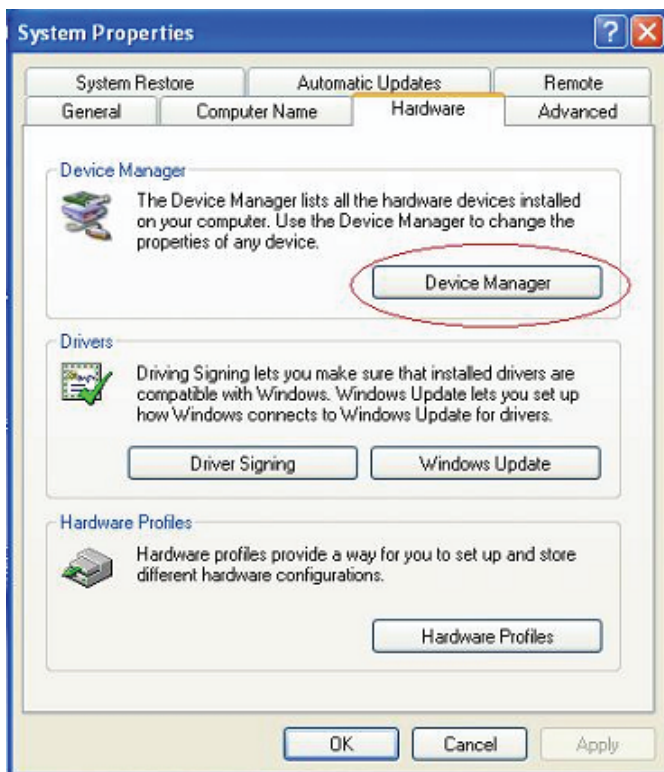 System Properties
System Restore Automatic Updates Remote
General Computer Name Hardware Advanced
Device Manager
The Device Manager lists all the hardware devices installed
on your computer. Use the Device Manager to change the
properties of any device.
Device Manager
Drivers
Driving Signing lets you make sure that installed drivers are
compatible with Windows. Windows Update lets you set up
how Windows connects to Windows Update for drivers.
Driver Signing Windows Update
Hardware Profiles
Hardware profiles provide a way for you to set up and store
different hardware configurations.
Hardware Profiles
OK Cancel Apply